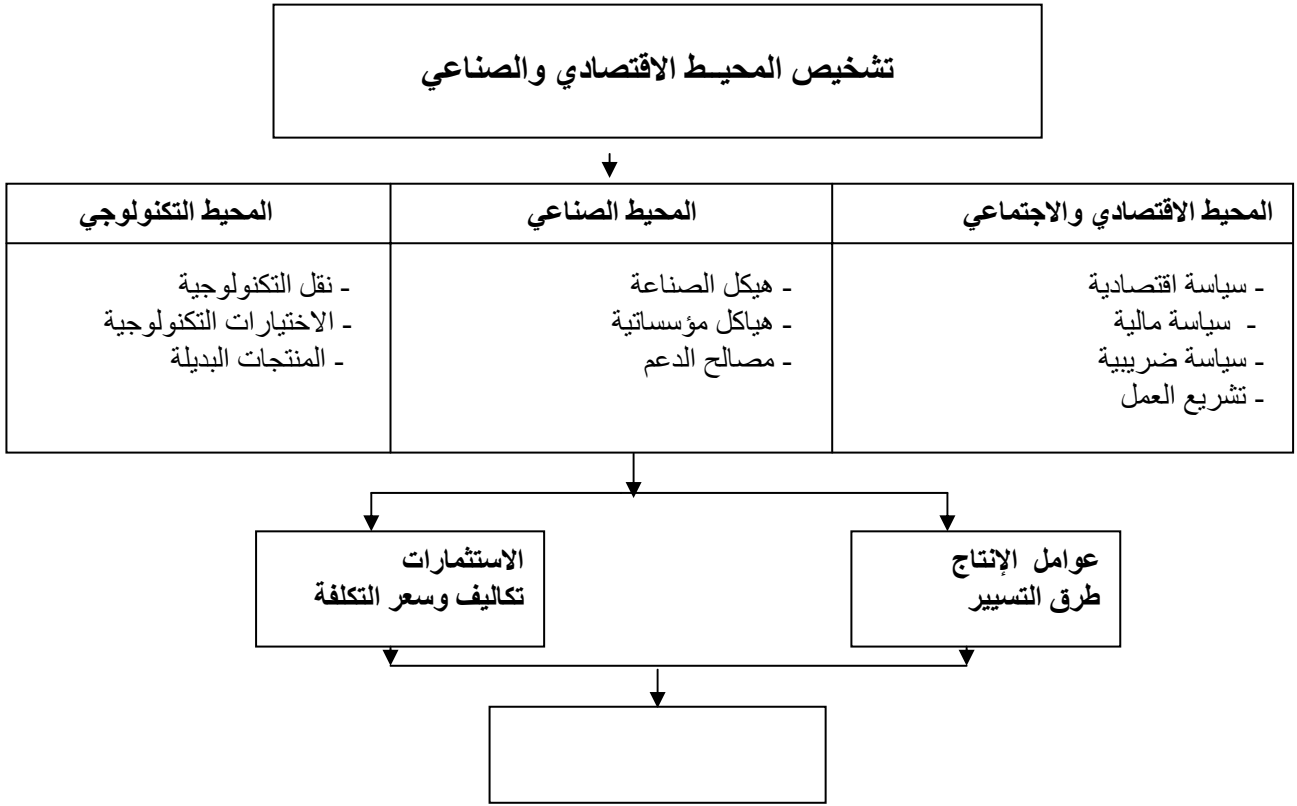 تشخيص المحيــط الاقتصادي والصناعي
المحيط الاقتصادي والاجتماعي
المحيط الصناعي
المحيط التكنولوجي
- سياسة اقتصادية
- سياسة مالية
- سياسة ضريبية
- تشريع العمل
- هيكل الصناعة
- هياكل مؤسساتية
- مصالح الدعم
- نقل التكنولوجية
- الاختيارات التكنولوجية
- المنتجات البديلة
عوامل الإنتاج
طرق التسيير
الاستثمارات
تكاليف وسعر التكلفة